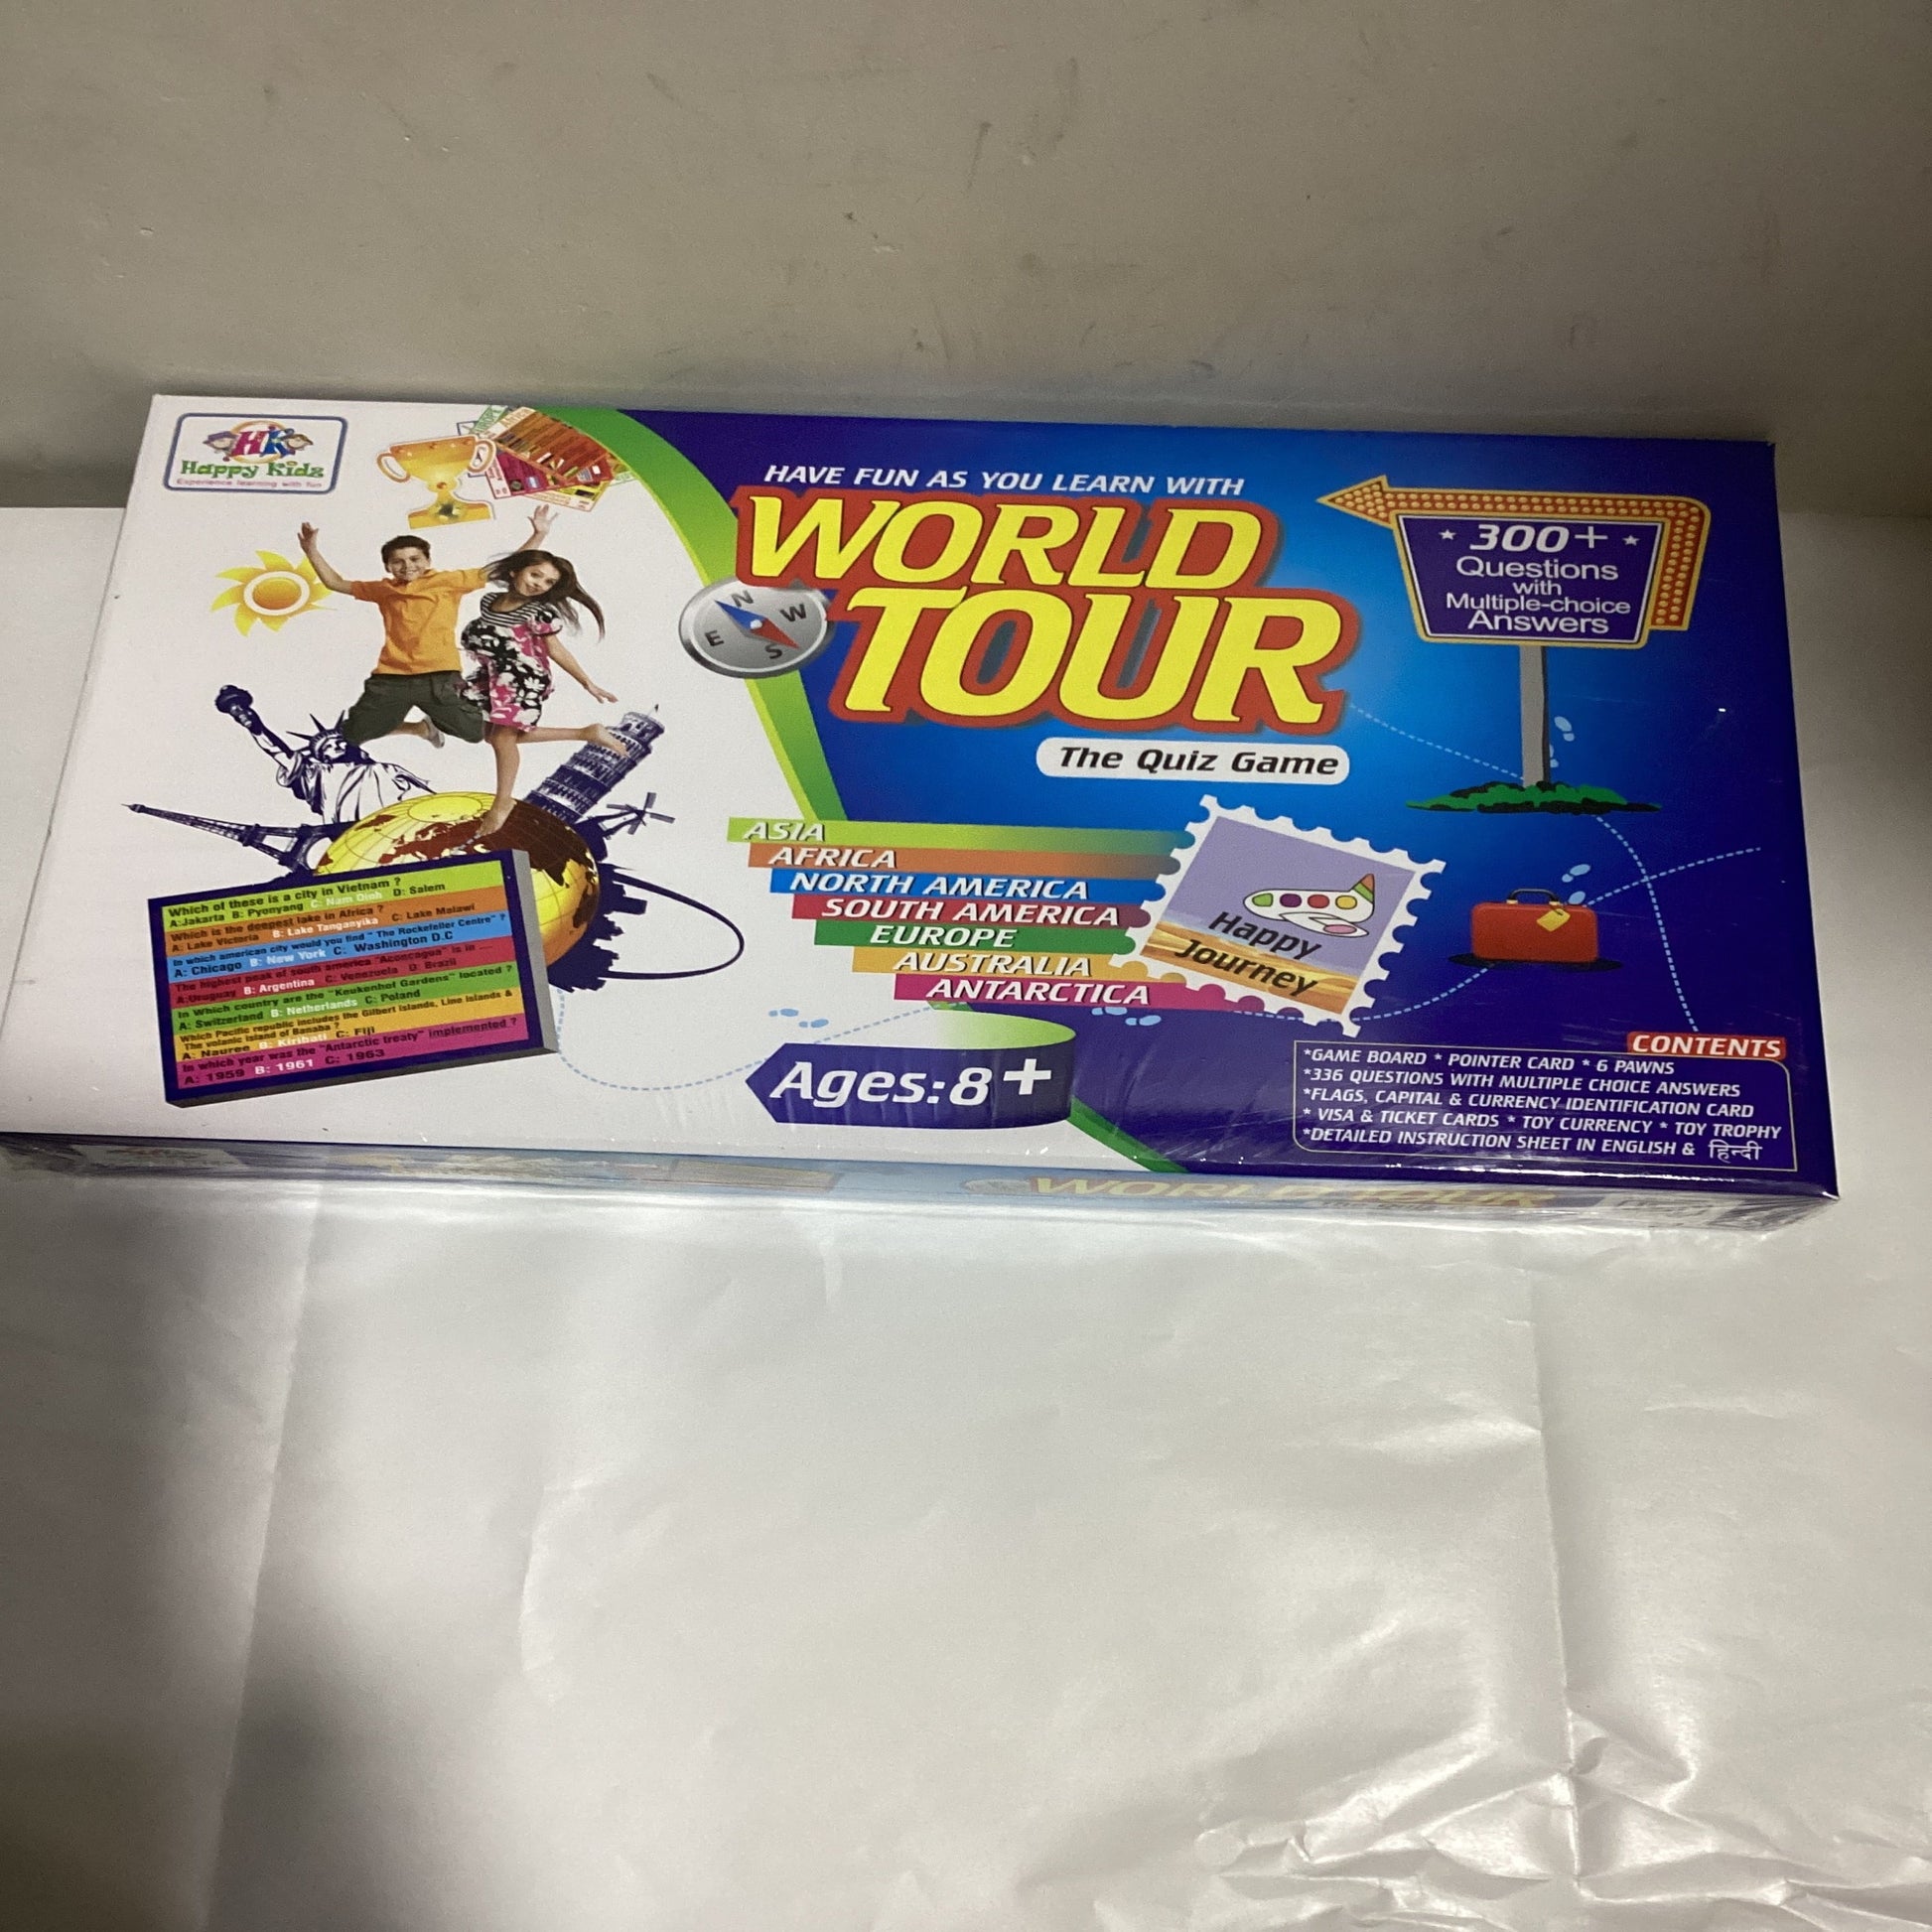 HK
Happy Kidz
Experience learning with fun
HAVE FUN AS YOU LEARN WITH
WORLD
TOUR
The Quiz Game
N
W
E
S
★ 300+ ★
Questions
with
Multiple-choice
Answers
ASIA
AFRICA
NORTH AMERICA
SOUTH AMERICA
EUROPE
AUSTRALIA
ANTARCTICA
Happy
Journey
Which of these is a city in Vietnam ?
A:Jakarta B: Pyonyang C: Nam Dinh D: Salem
Which is the deepest lake in Africa ?
A: Lake Victoria B: Lake Tanganyika C: Lake Malawi
In which american city would you find " The Rockefeller Centre" ?
A: Chicago B: New York C: Washington D.C
The highest peak of south america "Aconcagua" is in ---
A:Uruguay B: Argentina C: Venezuela D: Brazil
In Which country are the "Keukenhof Gardens" located ?
A: Switzerland B: Netherlands C: Poland
Which Pacific republic includes the Gilbert islands, Line islands &
The volanic island of Banaba ?
A: Nauree B: Kiribati C: Fiji
In which year was the "Antarctic treaty" implemented ?
A: 1959 B: 1961 C: 1963
Ages:8+
CONTENTS
*GAME BOARD * POINTER CARD * 6 PAWNS
*336 QUESTIONS WITH MULTIPLE CHOICE ANSWERS
*FLAGS, CAPITAL & CURRENCY IDENTIFICATION CARD
* VISA & TICKET CARDS * TOY CURRENCY * TOY TROPHY
*DETAILED INSTRUCTION SHEET IN ENGLISH & हिन्दी
WORLD TOUR